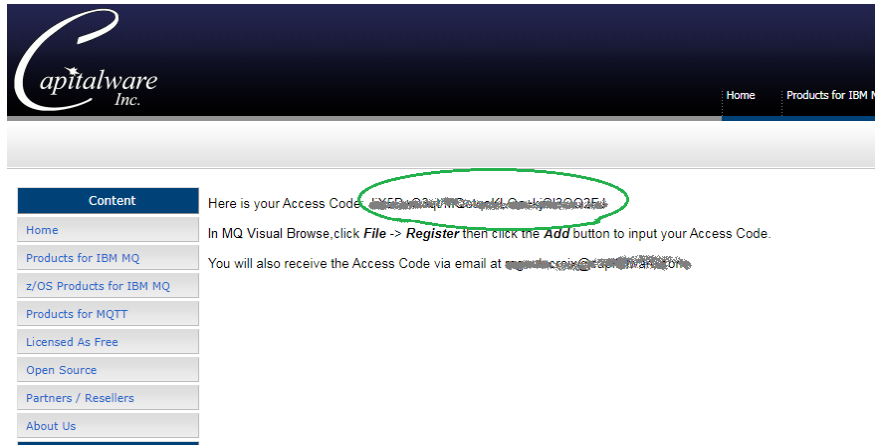 Capitalware
Inc.
Home
Products for IBM
Content
Home
Products for IBM MQ
z/OS Products for IBM MQ
Products for MQTT
Licensed As Free
Open Source
Partners / Resellers
About Us
Here is your Access Code:
In MQ Visual Browse,click File -> Register then click the Add button to input your Access Code.
You will also receive the Access Code via email at